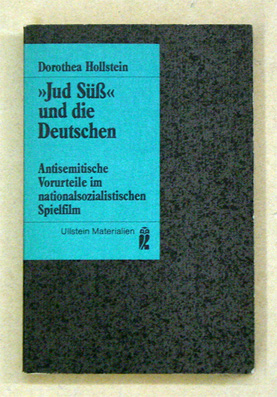 Dorothea Hollstein
»Jud Süß«
und die
Deutschen
Antisemitische
Vorurteile im
nationalsozialistischen
Spielfilm
Ullstein Materialien